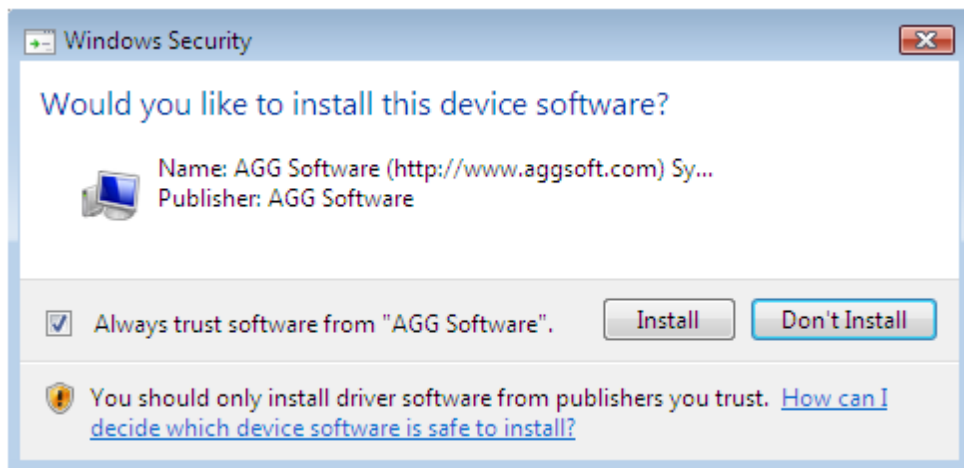 Windows Security
Would you like to install this device software?
Name: AGG Software (http://www.aggsoft.com) Sy...
Publisher: AGG Software
Always trust software from "AGG Software".
Install
Don't Install
You should only install driver software from publishers you trust. How can I
decide which device software is safe to install?